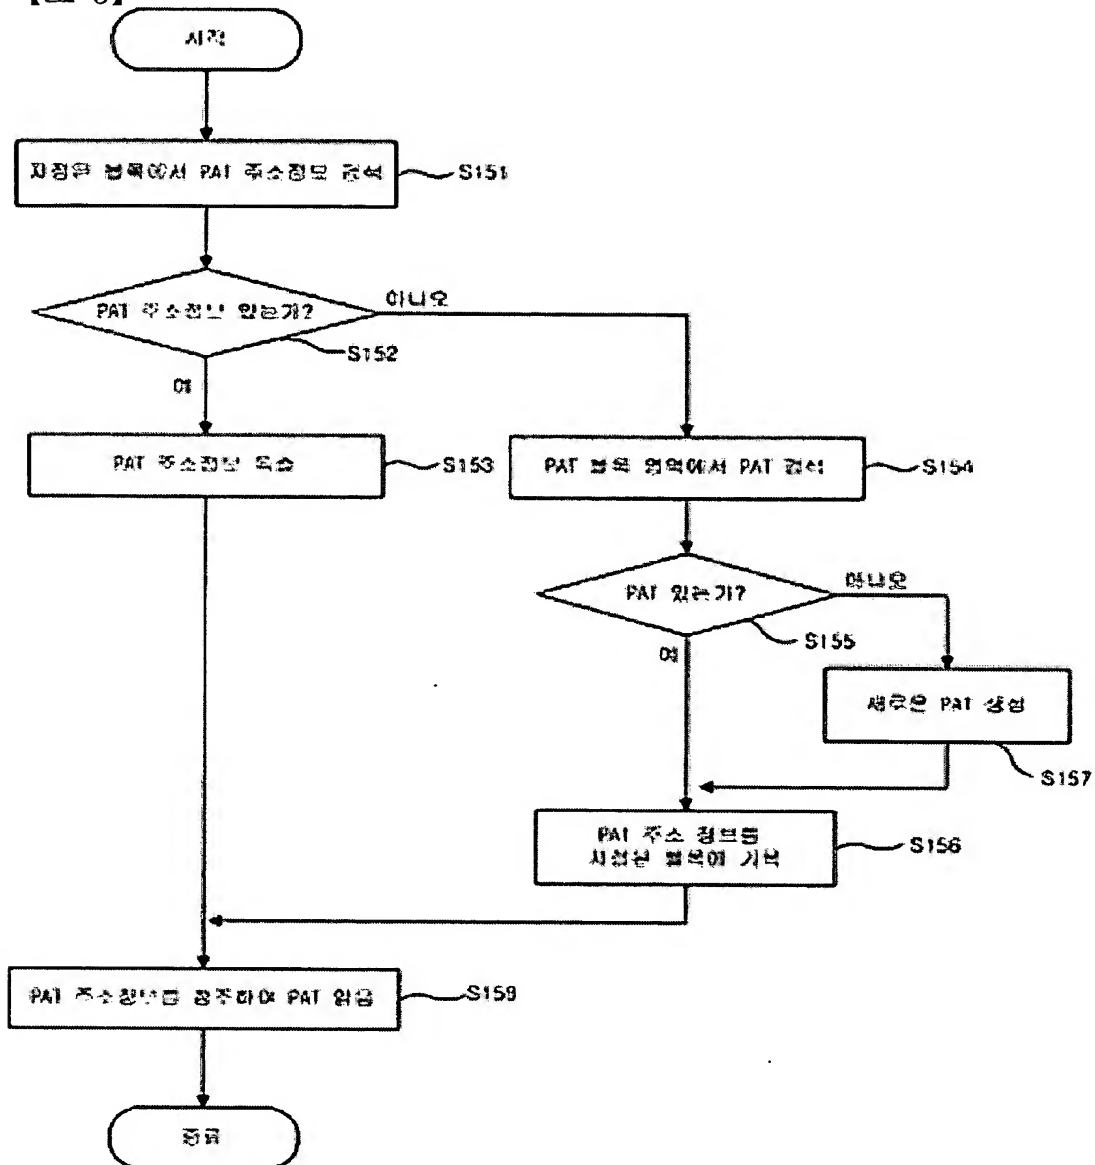 시작
지정된 블록에서 PAT 주소정보 검색
S151
PAT 주소정보 있는가?
아니오
S152
예
PAT 주소정보
S153
PAT 블록 영역에서 PAT 검색
S154
PAT 있는가?
아니오
S155
예
새로운 PAT 생성
S157
PAT 주소 정보를
지정된 블록에 기록
S156
PAT 주소정보를 참조하여 PAT 읽음
S159
종료